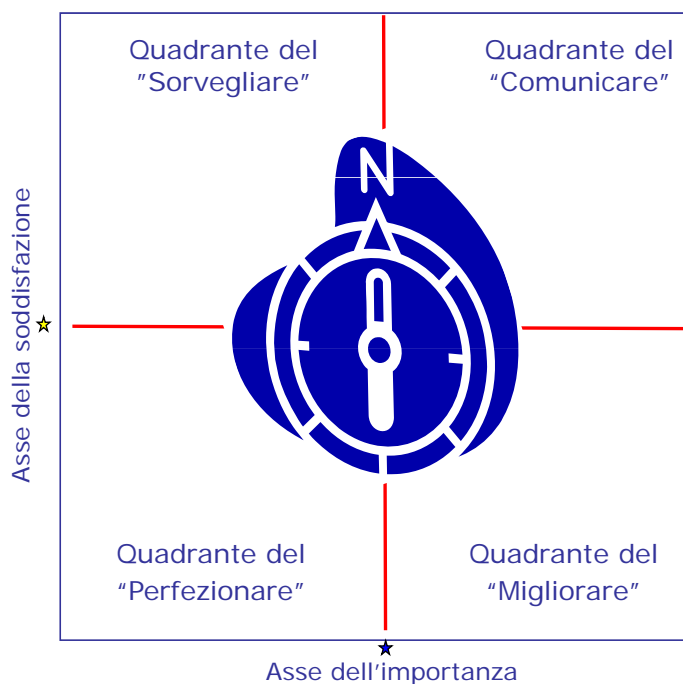 Quadrante del
"Sorvegliare"
Quadrante del
"Comunicare"
N
Asse della soddisfazione
Quadrante del
"Perfezionare"
Quadrante del
"Migliorare"
Asse dell'importanza